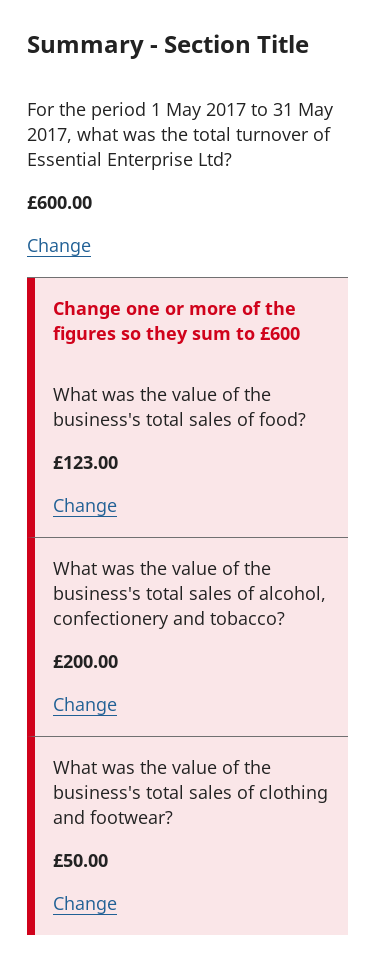 Summary - Section Title
For the period 1 May 2017 to 31 May
2017, what was the total turnover of
Essential Enterprise Ltd?
£600.00
Change
Change one or more of the
figures so they sum to £600
What was the value of the
business's total sales of food?
£123.00
Change
What was the value of the
business's total sales of alcohol,
confectionery and tobacco?
£200.00
Change
What was the value of the
business's total sales of clothing
and footwear?
£50.00
Change